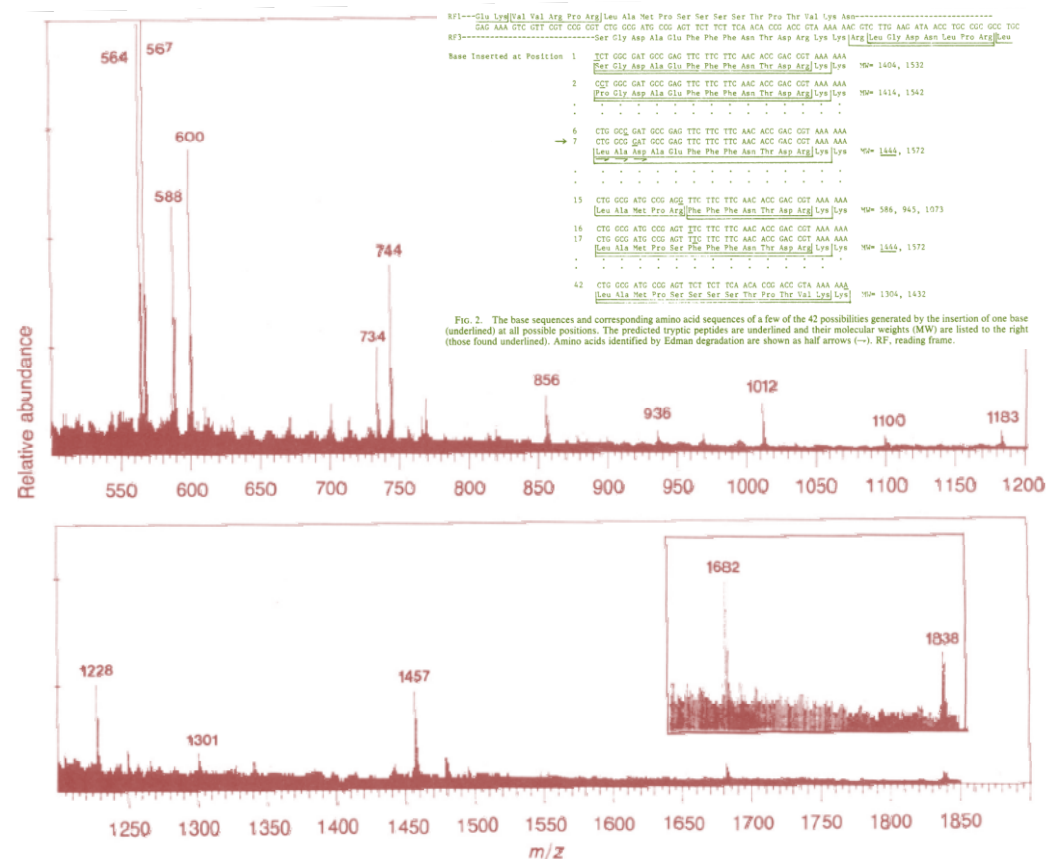 RF1---Glu Lys Val Val Arg Pro Arg Leu Ala Met Pro Ser Ser Ser Ser Thr Pro Thr Val Lys Asn
GAG AAA GTC GTT CGT CCG CGT CTG GCG ATG CCG AGT TCT TCT TCA ACA CCG ACC GTA AAA AAC GTC TTG AAG ATA ACC TGC CGC GCC TGC
RF3---Ser Gly Asp Ala Glu Phe Phe Phe Asn Thr Asp Arg Lys Lys Arg Leu Gly Asp Asn Leu Pro Arg Leu
Base Inserted at Position 1 TCT GGC GAT GCC GAG TTC TTC TTC AAC ACC GAC CGT AAA AAA
Ser Gly Asp Ala Glu Phe Phe Phe Asn Thr Asp Arg Lys Lys MW= 1404, 1532
2 CCT GGC GAT GCC GAG TTC TTC TTC AAC ACC GAC CGT AAA AAA
Pro Gly Asp Ala Glu Phe Phe Phe Asn Thr Asp Arg Lys Lys MW= 1414, 1542
6 CTG GCC GAT GCC GAG TTC TTC TTC AAC ACC GAC CGT AAA AAA
→ 7 CTG GCG GAT GCC GAG TTC TTC TTC AAC ACC GAC CGT AAA AAA
Leu Ala Asp Ala Glu Phe Phe Phe Asn Thr Asp Arg Lys Lys MW= 1444, 1572
15 CTG GCG ATG CCG AGG TTC TTC TTC AAC ACC GAC CGT AAA AAA
Leu Ala Met Pro Arg Phe Phe Phe Asn Thr Asp Arg Lys Lys MW= 586, 945, 1073
16 CTG GCG ATG CCG AGT TTC TTC TTC AAC ACC GAC CGT AAA AAA
17 CTG GCG ATG CCG AGT TTC TTC TTC AAC ACC GAC CGT AAA AAA
Leu Ala Met Pro Ser Phe Phe Phe Asn Thr Asp Arg Lys Lys MW= 1444, 1572
42 CTG GCG ATG CCG AGT TCT TCT TCA ACA CCG ACC GTA AAA AAA
Leu Ala Met Pro Ser Ser Ser Ser Thr Pro Thr Val Lys Lys MW= 1304, 1432
FIG. 2. The base sequences and corresponding amino acid sequences of a few of the 42 possibilities generated by the insertion of one base
(underlined) at all possible positions. The predicted tryptic peptides are underlined and their molecular weights (MW) are listed to the right
(those found underlined). Amino acids identified by Edman degradation are shown as half arrows (→). RF, reading frame.
564 567
600
588
744
734
856
936
1012
1100
1183
Relative abundance
550 600 650 700 750 800 850 900 950 1000 1050 1100 1150 1200
1682
1838
1228
1301
1457
Relative abundance
1250 1300 1350 1400 1450 1500 1550 1600 1650 1700 1750 1800 1850
m/z